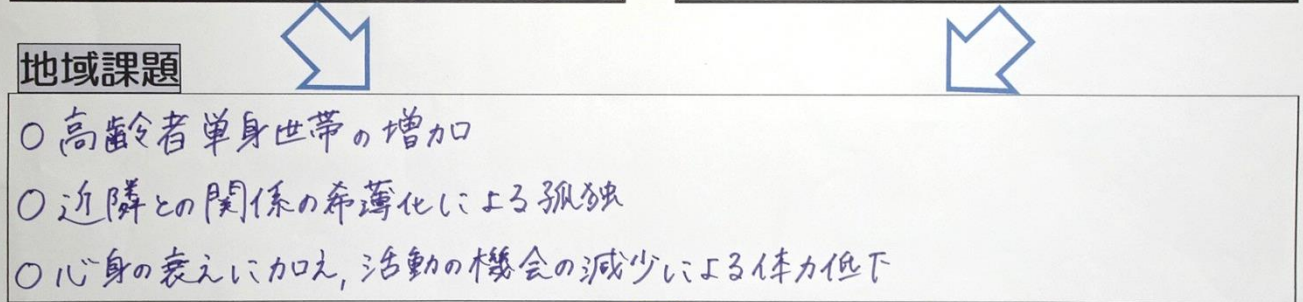 地域課題
○ 高齢者単身世帯の増加
○ 近隣との関係の希薄化による孤独
○ 心身の衰えに加え, 活動の機会の減少による体力低下